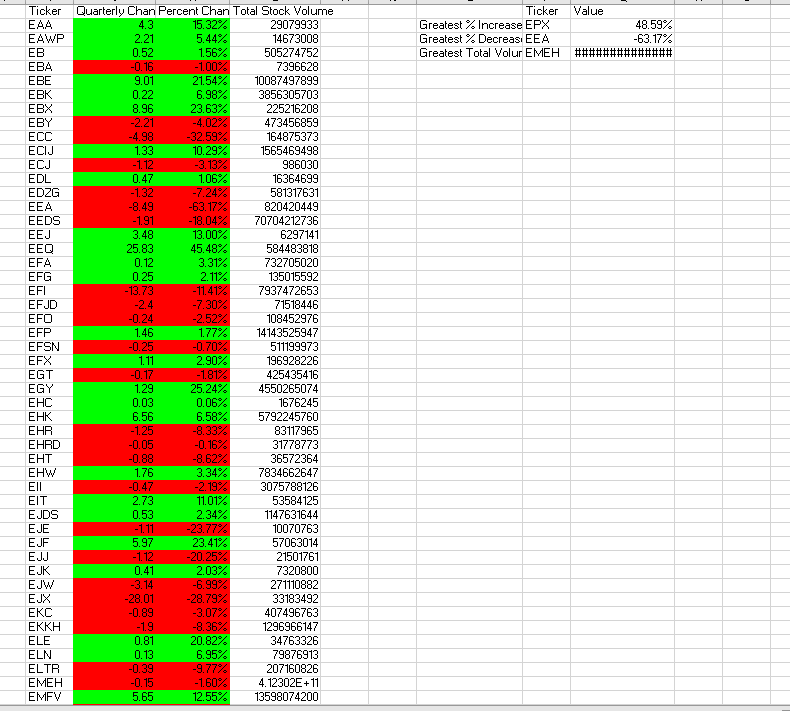 Ticker Quarterly Chan Percent Chan Total Stock Volume Ticker Value
EAA 4.3 15.32% 29079933 Greatest % Increase EPX 48.59%
EAWP 2.21 5.44% 14673008 Greatest % Decreas EEA -63.17%
EB 0.52 1.56% 505274752 Greatest Total Volur EMEH ##############
EBA -0.16 -1.00% 7396628
EBE 9.01 21.54% 10087497899
EBK 0.22 6.98% 3856305703
EBX 8.96 23.63% 225216208
EBY -2.21 -4.02% 473456859
ECC -4.98 -32.59% 164875373
ECIJ 1.33 10.29% 1565469498
ECJ -1.12 -3.13% 986030
EDL 0.47 1.06% 16364699
EDZG -1.32 -7.24% 581317631
EEA -8.49 -63.17% 820420449
EEDS -1.91 -18.04% 70704212736
EEJ 3.48 13.00% 6297141
EEQ 25.83 45.48% 584483818
EFA 0.12 3.31% 732705020
EFG 0.25 2.11% 135015592
EFI -13.73 -11.41% 7937472653
EFJD -2.4 -7.30% 71518446
EFO -0.24 -2.52% 108452976
EFP 1.46 1.77% 14143525947
EFSN -0.25 -0.70% 511199973
EFX 1.11 2.90% 196928226
EGT -0.17 -1.81% 425435416
EGY 1.29 25.24% 4550265074
EHC 0.03 0.06% 1676245
EHK 6.56 6.58% 5792245760
EHR -1.25 -8.33% 83117965
EHRD -0.05 -0.16% 31778773
EHT -0.88 -8.62% 36572364
EHW 1.76 3.34% 7834662647
EII -0.47 -2.19% 3075788126
EIT 2.73 11.01% 53584125
EJDS 0.53 2.34% 1147631644
EJE -1.11 -23.77% 10070763
EJF 5.97 23.41% 57063014
EJJ -1.12 -20.25% 21501761
EJK 0.41 2.03% 7320800
EJW -3.14 -6.99% 271110882
EJX -28.01 -28.79% 33183492
EKC -0.89 -3.07% 407496763
EKKH -1.9 -8.36% 1296966147
ELE 0.81 20.82% 34763326
ELN 0.13 6.95% 79876913
ELTR -0.39 -9.77% 207160826
EMEH -0.15 -1.60% 4.12302E+11
EMFV 5.65 12.55% 13598074200